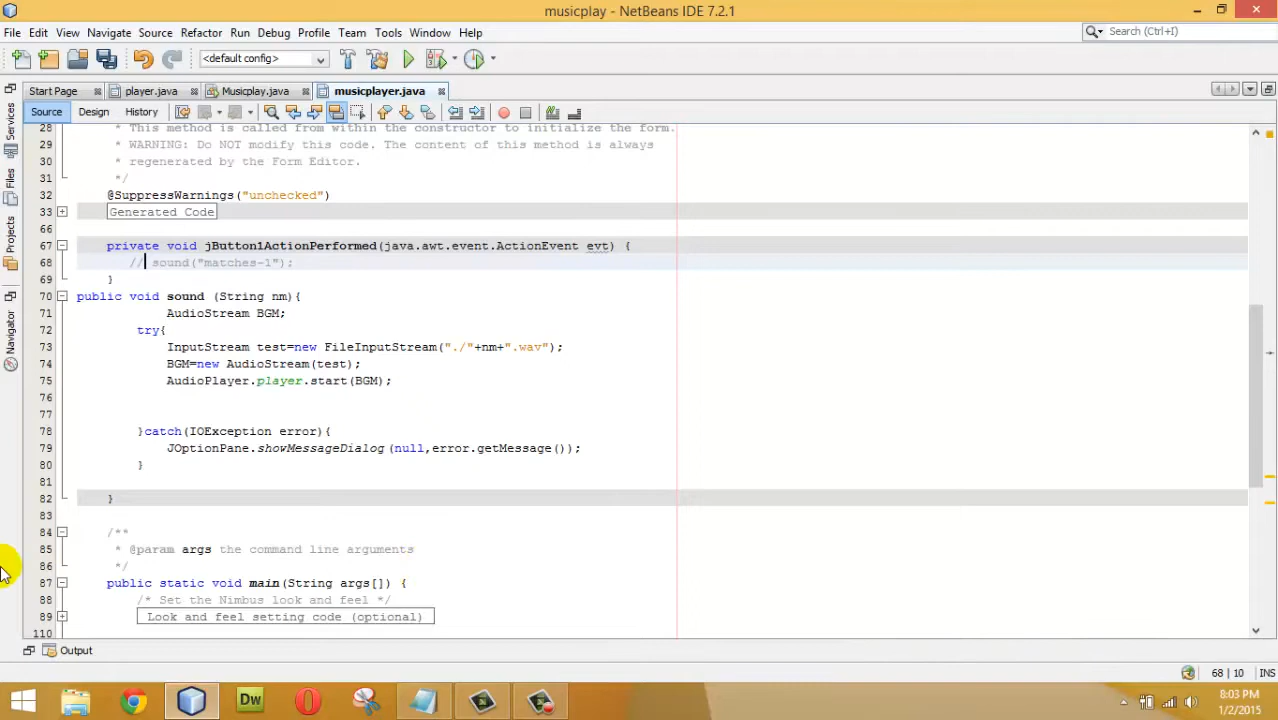 musicplay - NetBeans IDE 7.2.1
File Edit View Navigate Source Refactor Run Debug Profile Team Tools Window Help
Search (Ctrl+I)
<default config>
Start Page player.java Musicplay.java musicplayer.java
Source Design History
28 * This method is called from within the constructor to initialize the form.
29 * WARNING: Do NOT modify this code. The content of this method is always
30 * regenerated by the Form Editor.
31 */
32 @SuppressWarnings("unchecked")
33 Generated Code
67 private void jButton1ActionPerformed(java.awt.event.ActionEvent evt) {
68 // sound("matches-1");
69 }
70 public void sound (String nm){
71 AudioStream BGM;
72 try{
73 InputStream test=new FileInputStream("./"+nm+".wav");
74 BGM=new AudioStream(test);
75 AudioPlayer.player.start(BGM);
76
77
78 }catch(IOException error){
79 JOptionPane.showMessageDialog(null,error.getMessage());
80 }
81
82 }
83
84 /**
85 * @param args the command line arguments
86 */
87 public static void main(String args[]) {
88 /* Set the Nimbus look and feel */
89 Look and feel setting code (optional)
110
Services
Files
Projects
Navigator
Output
68 | 10 INS
Dw
8:03 PM
1/2/2015